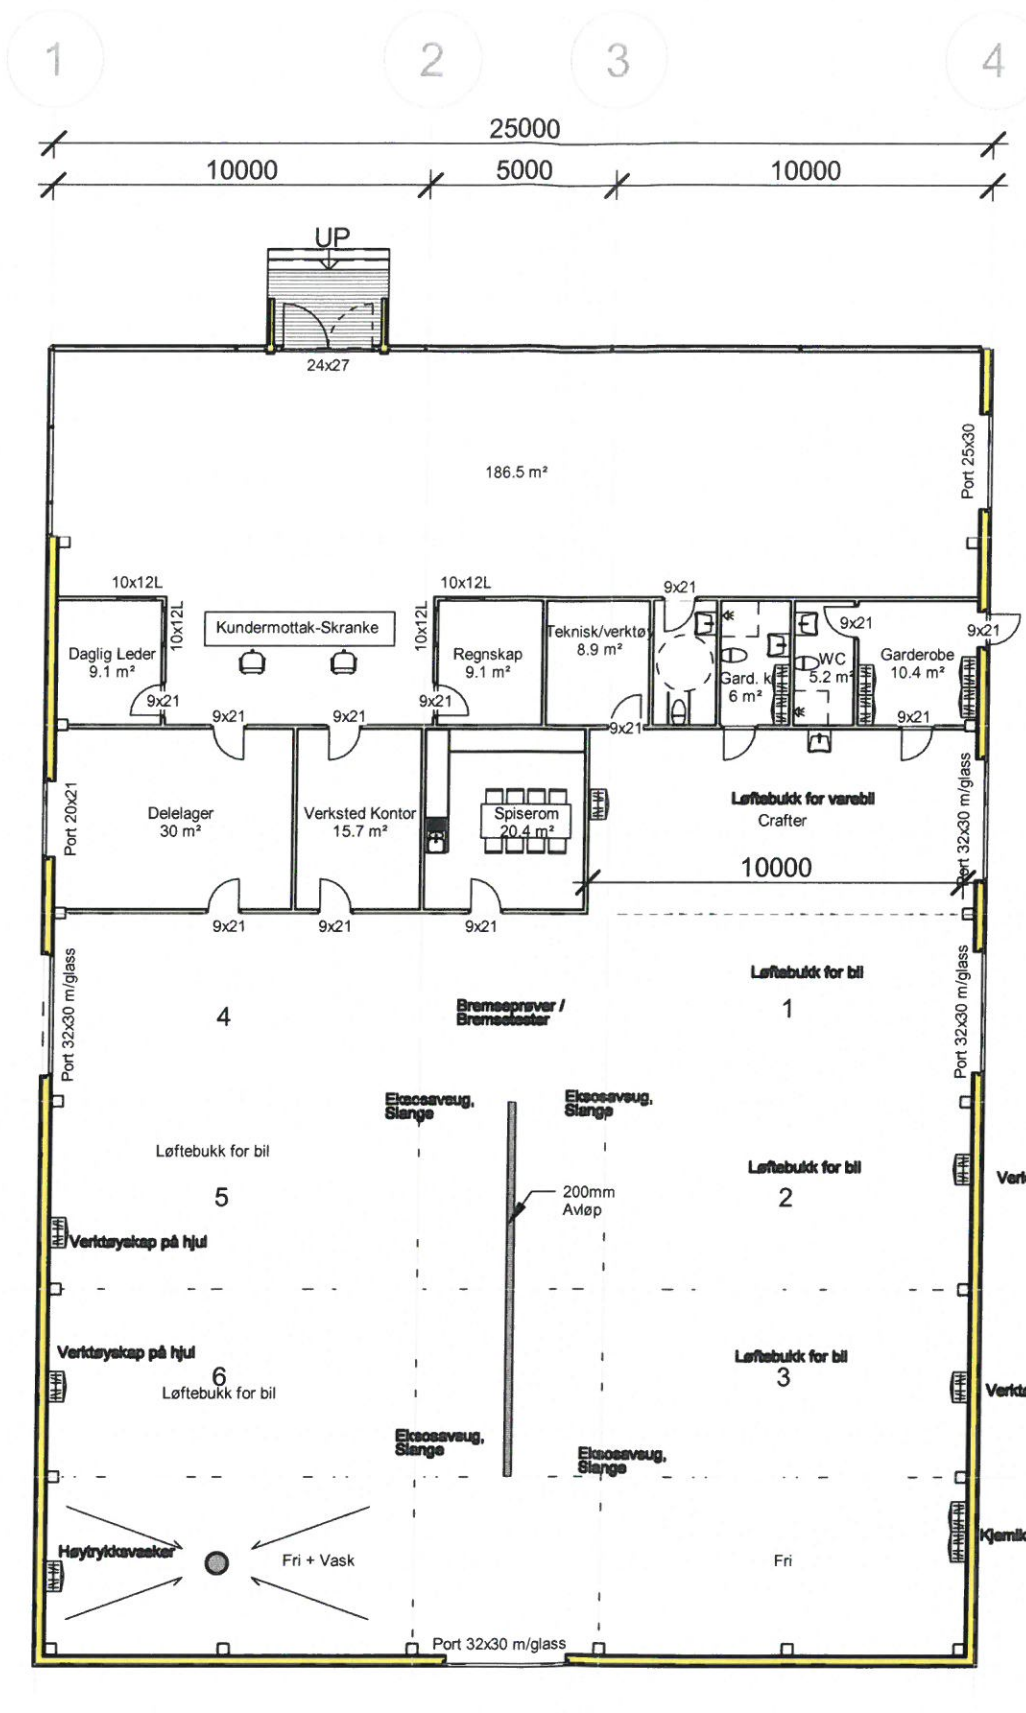 1 2 3 4
25000
10000 5000 10000
UP
24x27
Port 25x30
186.5 m²
10x12L 10x12L 9x21
10x12L 10x12L
Kundermottak-Skranke
Daglig Leder
9.1 m²
Regnskap
9.1 m²
Teknisk/verktøy
8.9 m²
Gard. k
6 m²
WC
5.2 m²
9x21
Garderobe
10.4 m²
9x21
9x21 9x21 9x21 9x21 9x21 9x21
Port 20x21
Delelager
30 m²
Verksted Kontor
15.7 m²
Spiserom
20.4 m²
Løftebukk for varebil
Crafter
Port 32x30 m/glass
10000
9x21 9x21 9x21
Port 32x30 m/glass
4
Bremseprøver /
Bremsetester
Løftebukk for bil
1
Port 32x30 m/glass
Eksosavsug,
Slange
Eksosavsug,
Slange
Løftebukk for bil
5
200mm
Avløp
Løftebukk for bil
2
Verktøyskap på hjul
Verktøyskap på hjul
6
Løftebukk for bil
Løftebukk for bil
3
Eksosavsug,
Slange
Eksosavsug,
Slange
Høytrykksvasker
Fri + Vask
Fri
Port 32x30 m/glass